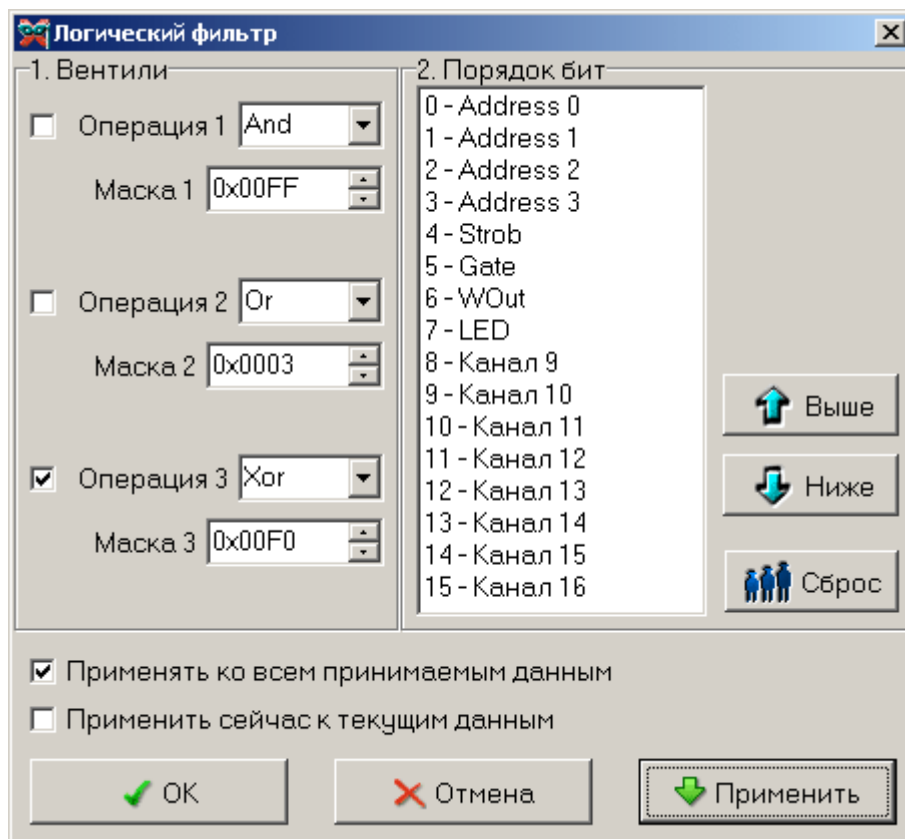 Логический фильтр
1. Вентили
Операция 1 And
Маска 1 0x00FF
Операция 2 Or
Маска 2 0x0003
Операция 3 Xor
Маска 3 0x00F0
2. Порядок бит
0 - Address 0
1 - Address 1
2 - Address 2
3 - Address 3
4 - Strob
5 - Gate
6 - WOut
7 - LED
8 - Канал 9
9 - Канал 10
10 - Канал 11
11 - Канал 12
12 - Канал 13
13 - Канал 14
14 - Канал 15
15 - Канал 16
Выше
Ниже
Сброс
Применять ко всем принимаемым данным
Применить сейчас к текущим данным
OK
Отмена
Применить